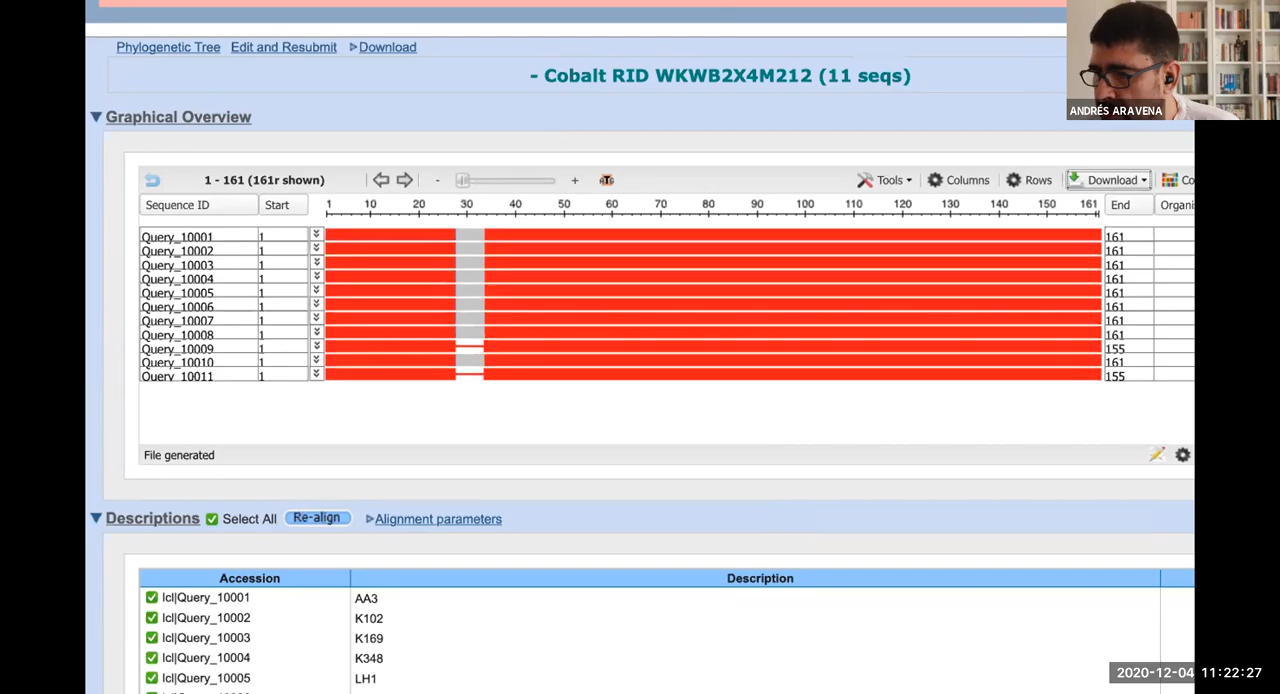 Phylogenetic Tree Edit and Resubmit Download
- Cobalt RID WKWB2X4M212 (11 seqs)
ANDRÉS ARAVENA
Graphical Overview
1 - 161 (161r shown) - + Tools Columns Rows Download Co
Sequence ID Start 1 10 20 30 40 50 60 70 80 90 100 110 120 130 140 150 161 End Organi
Query_10001 1 161
Query_10002 1 161
Query_10003 1 161
Query_10004 1 161
Query_10005 1 161
Query_10006 1 161
Query_10007 1 161
Query_10008 1 161
Query_10009 1 155
Query_10010 1 161
Query_10011 1 155
File generated
Descriptions Select All Re-align Alignment parameters
Accession Description
lcl|Query_10001 AA3
lcl|Query_10002 K102
lcl|Query_10003 K169
lcl|Query_10004 K348
lcl|Query_10005 LH1
2020-12-04 11:22:27